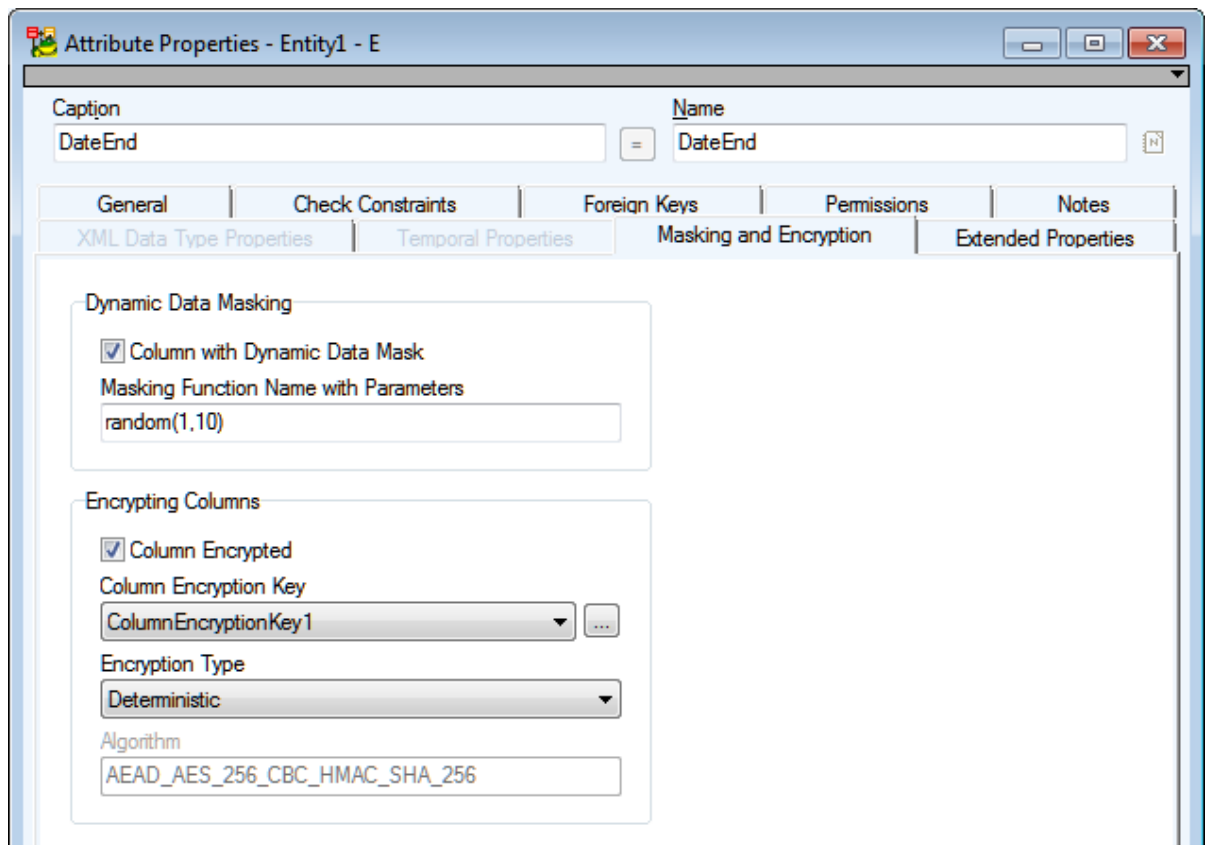 Attribute Properties - Entity1 - E
Caption Name
DateEnd = DateEnd N
General Check Constraints Foreign Keys Permissions Notes
XML Data Type Properties Temporal Properties Masking and Encryption Extended Properties
Dynamic Data Masking
Column with Dynamic Data Mask
Masking Function Name with Parameters
random(1,10)
Encrypting Columns
Column Encrypted
Column Encryption Key
ColumnEncryptionKey1 ...
Encryption Type
Deterministic
Algorithm
AEAD_AES_256_CBC_HMAC_SHA_256